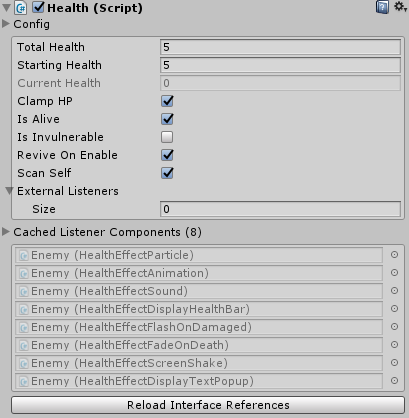 Health (Script)
Config
Total Health 5
Starting Health 5
Current Health 0
Clamp HP
Is Alive
Is Invulnerable
Revive On Enable
Scan Self
External Listeners
Size 0
Cached Listener Components (8)
Enemy (HealthEffectParticle)
Enemy (HealthEffectAnimation)
Enemy (HealthEffectSound)
Enemy (HealthEffectDisplayHealthBar)
Enemy (HealthEffectFlashOnDamaged)
Enemy (HealthEffectFadeOnDeath)
Enemy (HealthEffectScreenShake)
Enemy (HealthEffectDisplayTextPopup)
Reload Interface References